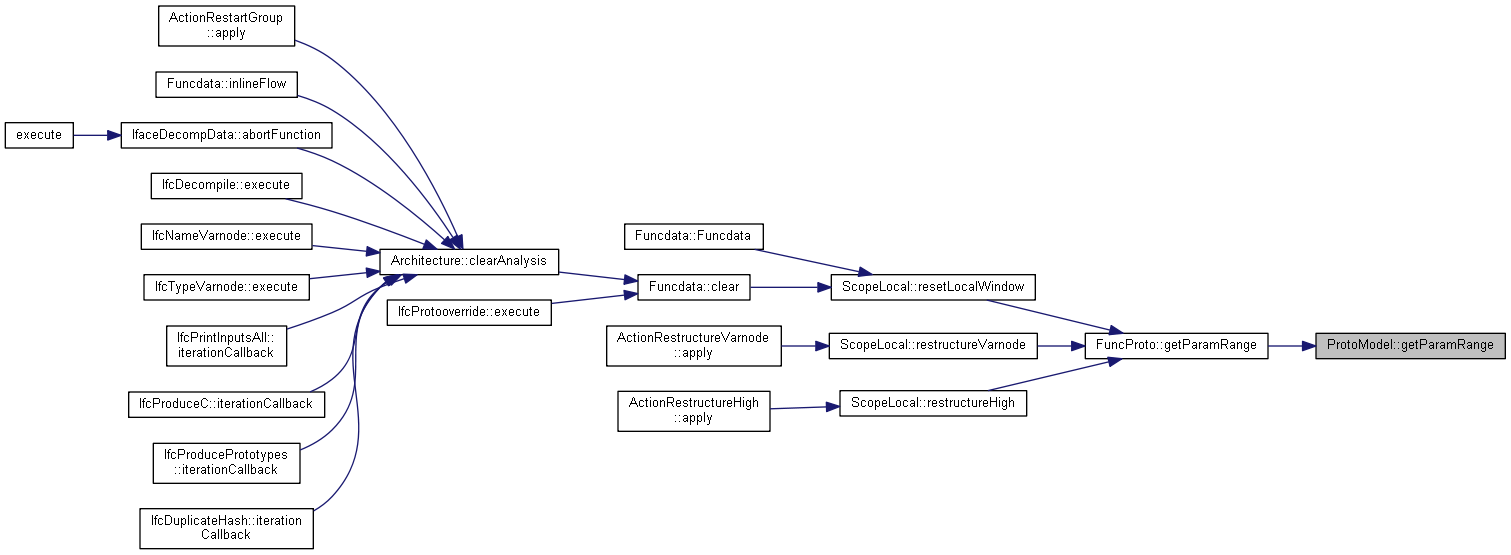 ActionRestartGroup
::apply
Funcdata::inlineFlow
execute
IfaceDecompData::abortFunction
IfcDecompile::execute
IfcNameVarnode::execute
IfcTypeVarnode::execute
IfcPrintInputsAll::
iterationCallback
IfcProduceC::iterationCallback
IfcProducePrototypes
::iterationCallback
IfcDuplicateHash::iteration
Callback
Architecture::clearAnalysis
IfcProtooverride::execute
Funcdata::Funcdata
Funcdata::clear
ActionRestructureVarnode
::apply
ActionRestructureHigh
::apply
ScopeLocal::resetLocalWindow
ScopeLocal::restructureVarnode
ScopeLocal::restructureHigh
FuncProto::getParamRange
ProtoModel::getParamRange